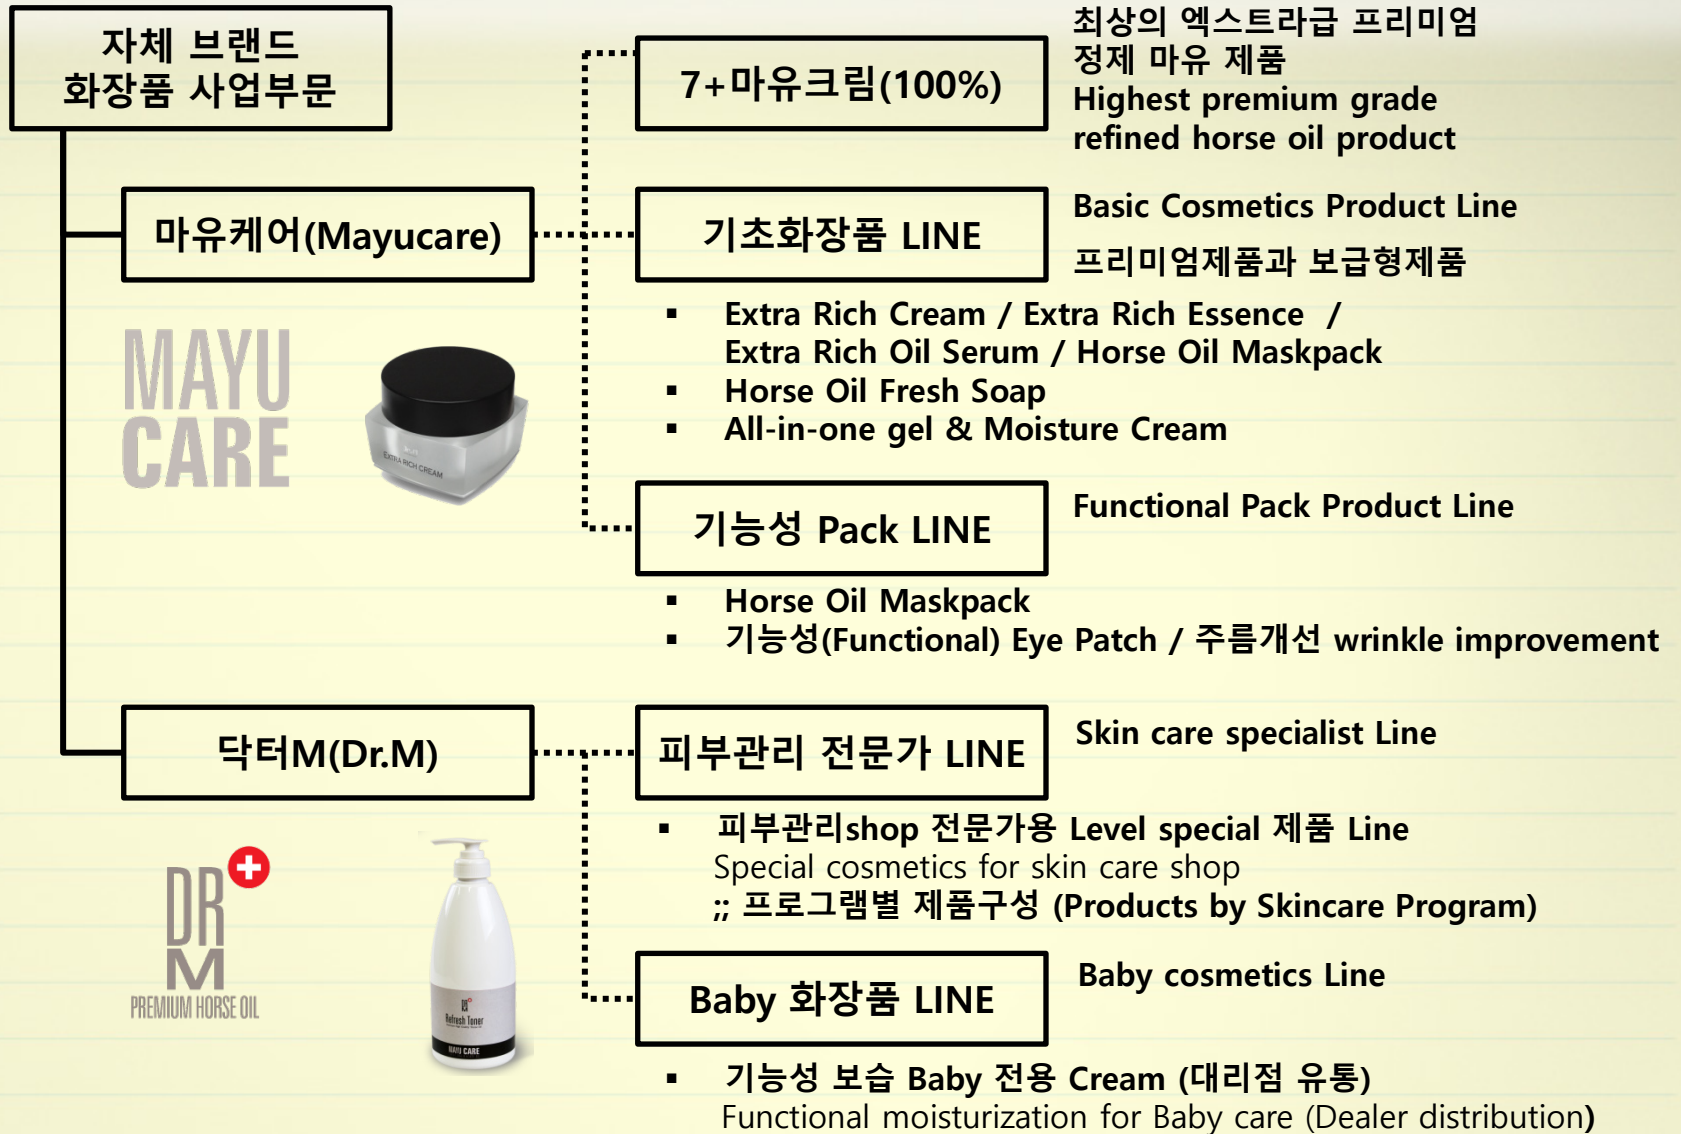 자체 브랜드
화장품 사업부문
7+마유크림(100%)
최상의 엑스트라급 프리미엄
정제 마유 제품
Highest premium grade
refined horse oil product
마유케어(Mayucare)
기초화장품 LINE
Basic Cosmetics Product Line
프리미엄제품과 보급형제품
▪ Extra Rich Cream / Extra Rich Essence /
Extra Rich Oil Serum / Horse Oil Maskpack
▪ Horse Oil Fresh Soap
▪ All-in-one gel & Moisture Cream
MAYU
CARE
EXTRA RICH CREAM
기능성 Pack LINE
Functional Pack Product Line
▪ Horse Oil Maskpack
▪ 기능성(Functional) Eye Patch / 주름개선 wrinkle improvement
닥터M(Dr.M)
피부관리 전문가 LINE
Skin care specialist Line
▪ 피부관리shop 전문가용 Level special 제품 Line
Special cosmetics for skin care shop
;; 프로그램별 제품구성 (Products by Skincare Program)
DR
M
PREMIUM HORSE OIL
DR
M
Refresh Toner
MAYU CARE
Baby 화장품 LINE
Baby cosmetics Line
▪ 기능성 보습 Baby 전용 Cream (대리점 유통)
Functional moisturization for Baby care (Dealer distribution)